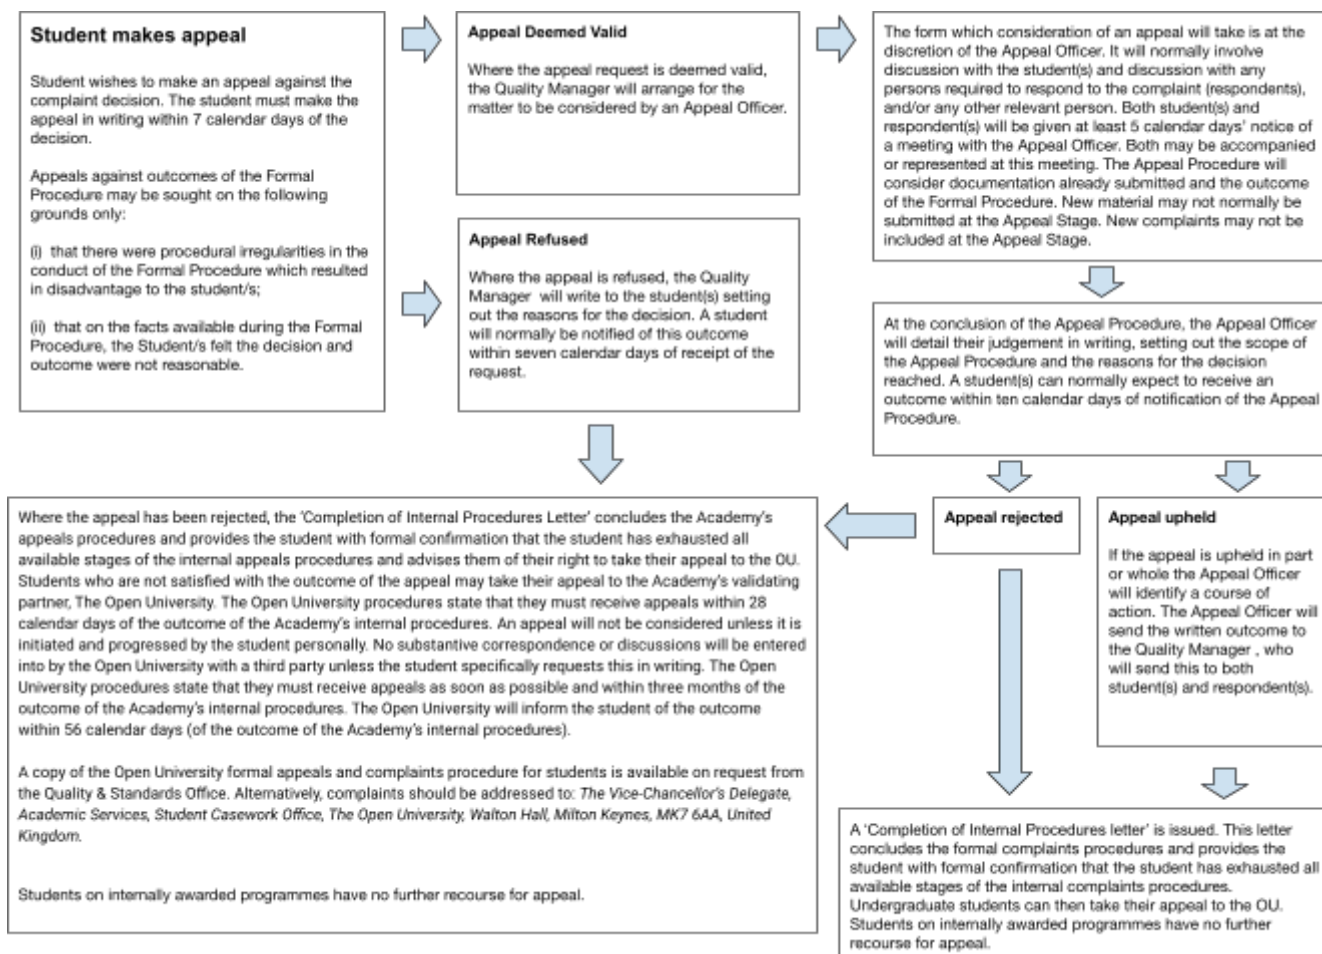 Student makes appeal
Student wishes to make an appeal against the
complaint decision. The student must make the
appeal in writing within 7 calendar days of the
decision.
Appeals against outcomes of the Formal
Procedure may be sought on the following
grounds only:
(i) that there were procedural irregularities in the
conduct of the Formal Procedure which resulted
in disadvantage to the student/s;
(ii) that on the facts available during the Formal
Procedure, the Student/s felt the decision and
outcome were not reasonable.
Appeal Deemed Valid
Where the appeal request is deemed valid,
the Quality Manager will arrange for the
matter to be considered by an Appeal Officer.
Appeal Refused
Where the appeal is refused, the Quality
Manager will write to the student(s) setting
out the reasons for the decision. A student
will normally be notified of this outcome
within seven calendar days of receipt of the
request.
The form which consideration of an appeal will take is at the
discretion of the Appeal Officer. It will normally involve
discussion with the student(s) and discussion with any
persons required to respond to the complaint (respondents),
and/or any other relevant person. Both student(s) and
respondent(s) will be given at least 5 calendar days' notice of
a meeting with the Appeal Officer. Both may be accompanied
or represented at this meeting. The Appeal Procedure will
consider documentation already submitted and the outcome
of the Formal Procedure. New material may not normally be
submitted at the Appeal Stage. New complaints may not be
included at the Appeal Stage.
At the conclusion of the Appeal Procedure, the Appeal Officer
will detail their judgement in writing, setting out the scope of
the Appeal Procedure and the reasons for the decision
reached. A student(s) can normally expect to receive an
outcome within ten calendar days of notification of the Appeal
Procedure.
Appeal rejected
Appeal upheld
If the appeal is upheld in part
or whole the Appeal Officer
will identify a course of
action. The Appeal Officer will
send the written outcome to
the Quality Manager , who
will send this to both
student(s) and respondent(s).
Where the appeal has been rejected, the 'Completion of Internal Procedures Letter' concludes the Academy's
appeals procedures and provides the student with formal confirmation that the student has exhausted all
available stages of the internal appeals procedures and advises them of their right to take their appeal to the OU.
Students who are not satisfied with the outcome of the appeal may take their appeal to the Academy's validating
partner, The Open University. The Open University procedures state that they must receive appeals within 28
calendar days of the outcome of the Academy's internal procedures. An appeal will not be considered unless it is
initiated and progressed by the student personally. No substantive correspondence or discussions will be entered
into by the Open University with a third party unless the student specifically requests this in writing. The Open
University procedures state that they must receive appeals as soon as possible and within three months of the
outcome of the Academy's internal procedures. The Open University will inform the student of the outcome
within 56 calendar days (of the outcome of the Academy's internal procedures).
A copy of the Open University formal appeals and complaints procedure for students is available on request from
the Quality & Standards Office. Alternatively, complaints should be addressed to: The Vice-Chancellor's Delegate,
Academic Services, Student Casework Office, The Open University, Walton Hall, Milton Keynes, MK7 6AA, United
Kingdom.
Students on internally awarded programmes have no further recourse for appeal.
A 'Completion of Internal Procedures letter' is issued. This letter
concludes the formal complaints procedures and provides the
student with formal confirmation that the student has exhausted all
available stages of the internal complaints procedures.
Undergraduate students can then take their appeal to the OU.
Students on internally awarded programmes have no further
recourse for appeal.